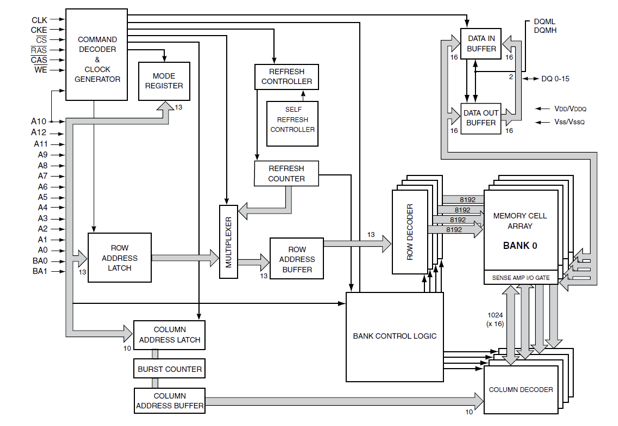 CLK
CKE
CS
RAS
CAS
WE
A10
A12
A11
A9
A8
A7
A6
A5
A4
A3
A2
A1
A0
BA0
BA1
COMMAND
DECODER
&
CLOCK
GENERATOR
MODE
REGISTER
13
REFRESH
CONTROLLER
SELF
REFRESH
CONTROLLER
REFRESH
COUNTER
DATA IN
BUFFER
16
16
DQML
DQMH
2
DQ 0-15
DATA OUT
BUFFER
16
16
VDD/VDDQ
Vss/VssQ
13
ROW
ADDRESS
LATCH
MULTIPLEXER
13
ROW
ADDRESS
BUFFER
13
ROW DECODER
8192
8192
8192
8192
MEMORY CELL
ARRAY
BANK 0
SENSE AMP I/O GATE
1024
(x 16)
BANK CONTROL LOGIC
10
COLUMN
ADDRESS LATCH
BURST COUNTER
COLUMN
ADDRESS BUFFER
10
COLUMN DECODER